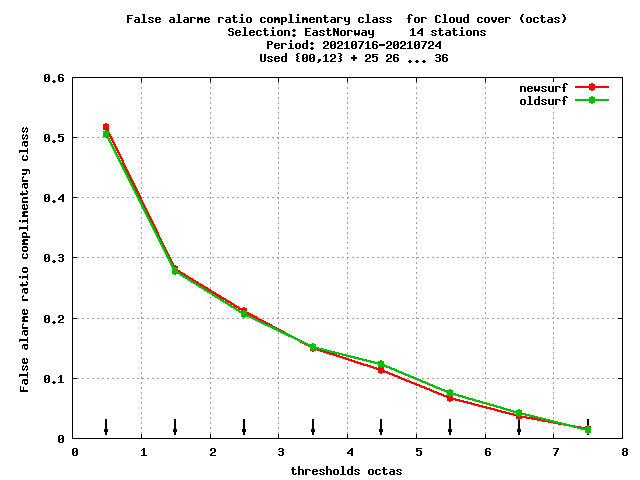 False alarme ratio complimentary class  for Cloud cover (octas)
Selection: EastNorway     14 stations
Period: 20210716-20210724
Used {00,12} + 25 26 ... 36
newsurf
oldsurf
False alarme ratio complimentary class
0.6
0.5
0.4
0.3
0.2
0.1
0
0 1 2 3 4 5 6 7 8
thresholds octas